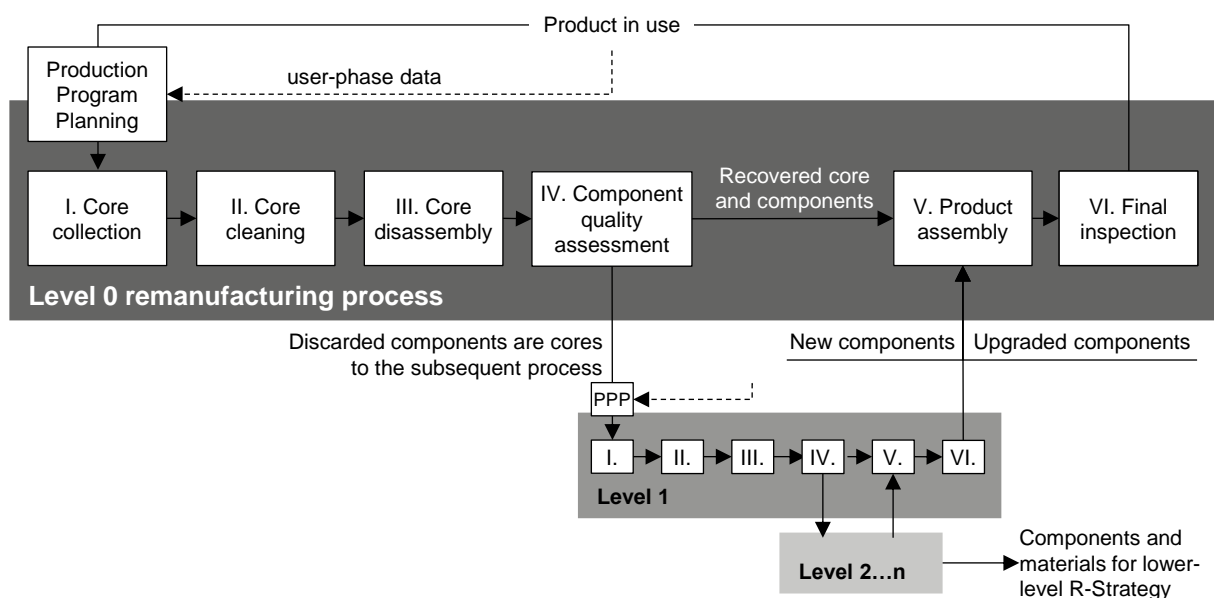 Product in use
Production
Program
Planning
user-phase data
I. Core
collection
II. Core
cleaning
III. Core
disassembly
IV. Component
quality
assessment
Recovered core
and components
V. Product
assembly
VI. Final
inspection
Level 0 remanufacturing process
Discarded components are cores
to the subsequent process
New components
Upgraded components
PPP
I.
II.
III.
IV.
V.
VI.
Level 1
Level 2...n
Components and
materials for lower-
level R-Strategy